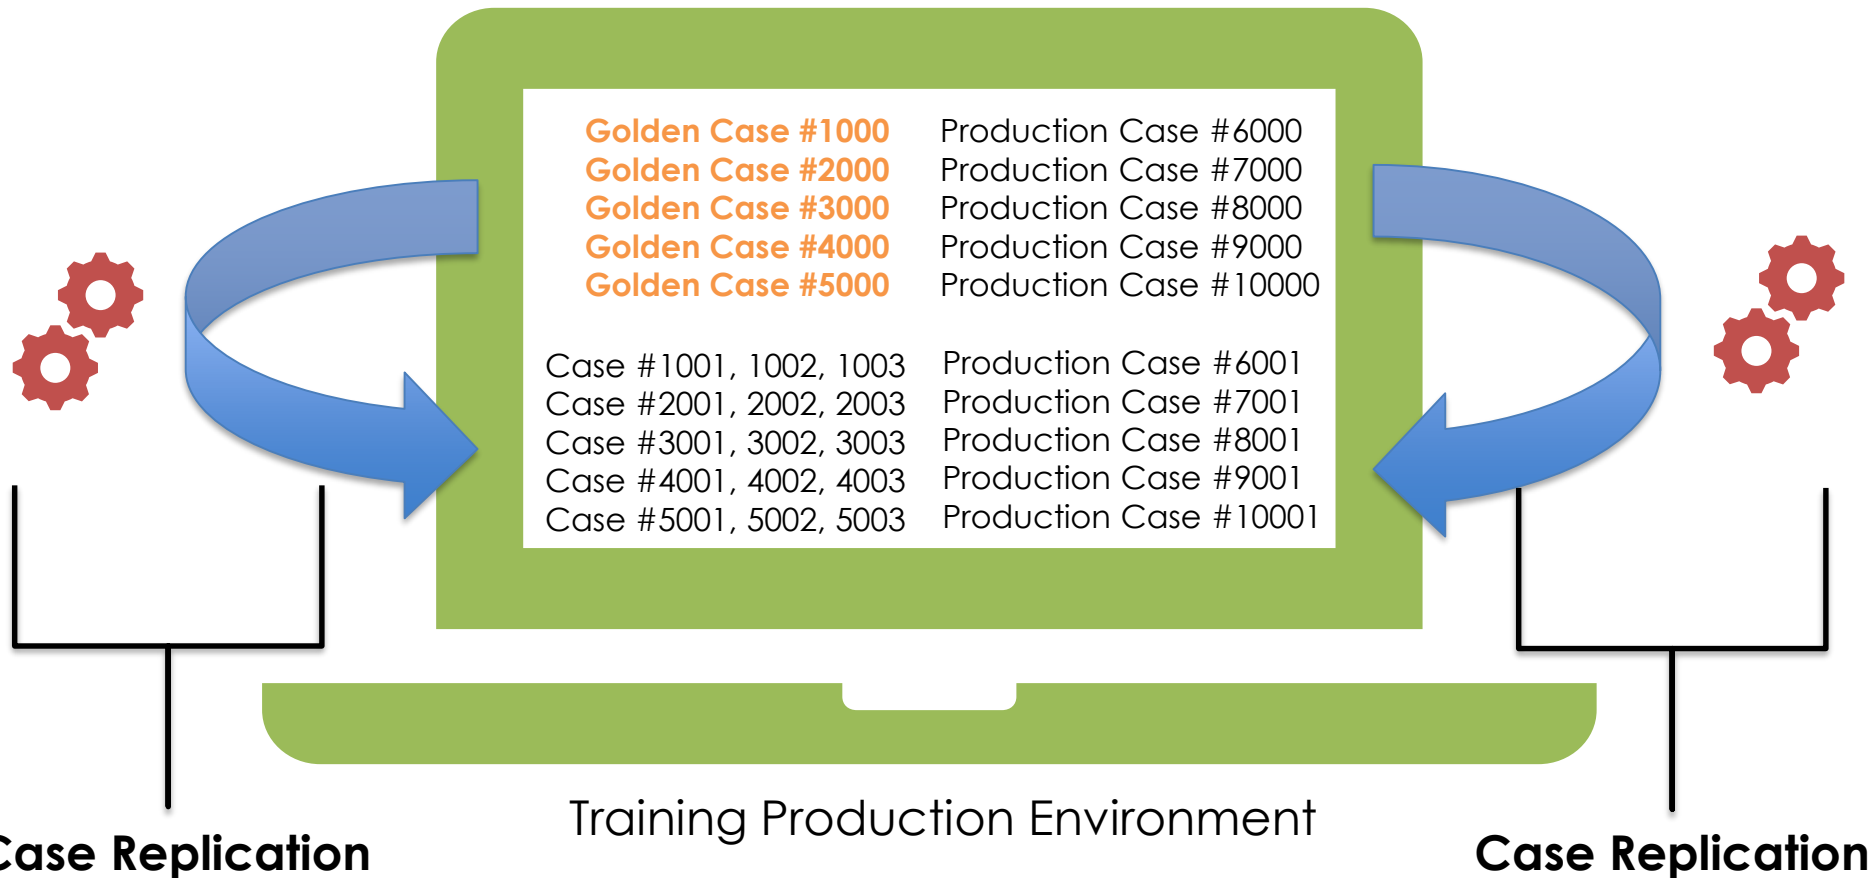 Golden Case #1000
Golden Case #2000
Golden Case #3000
Golden Case #4000
Golden Case #5000
Production Case #6000
Production Case #7000
Production Case #8000
Production Case #9000
Production Case #10000
Case #1001, 1002, 1003
Case #2001, 2002, 2003
Case #3001, 3002, 3003
Case #4001, 4002, 4003
Case #5001, 5002, 5003
Production Case #6001
Production Case #7001
Production Case #8001
Production Case #9001
Production Case #10001
Training Production Environment
Case Replication
Case Replication